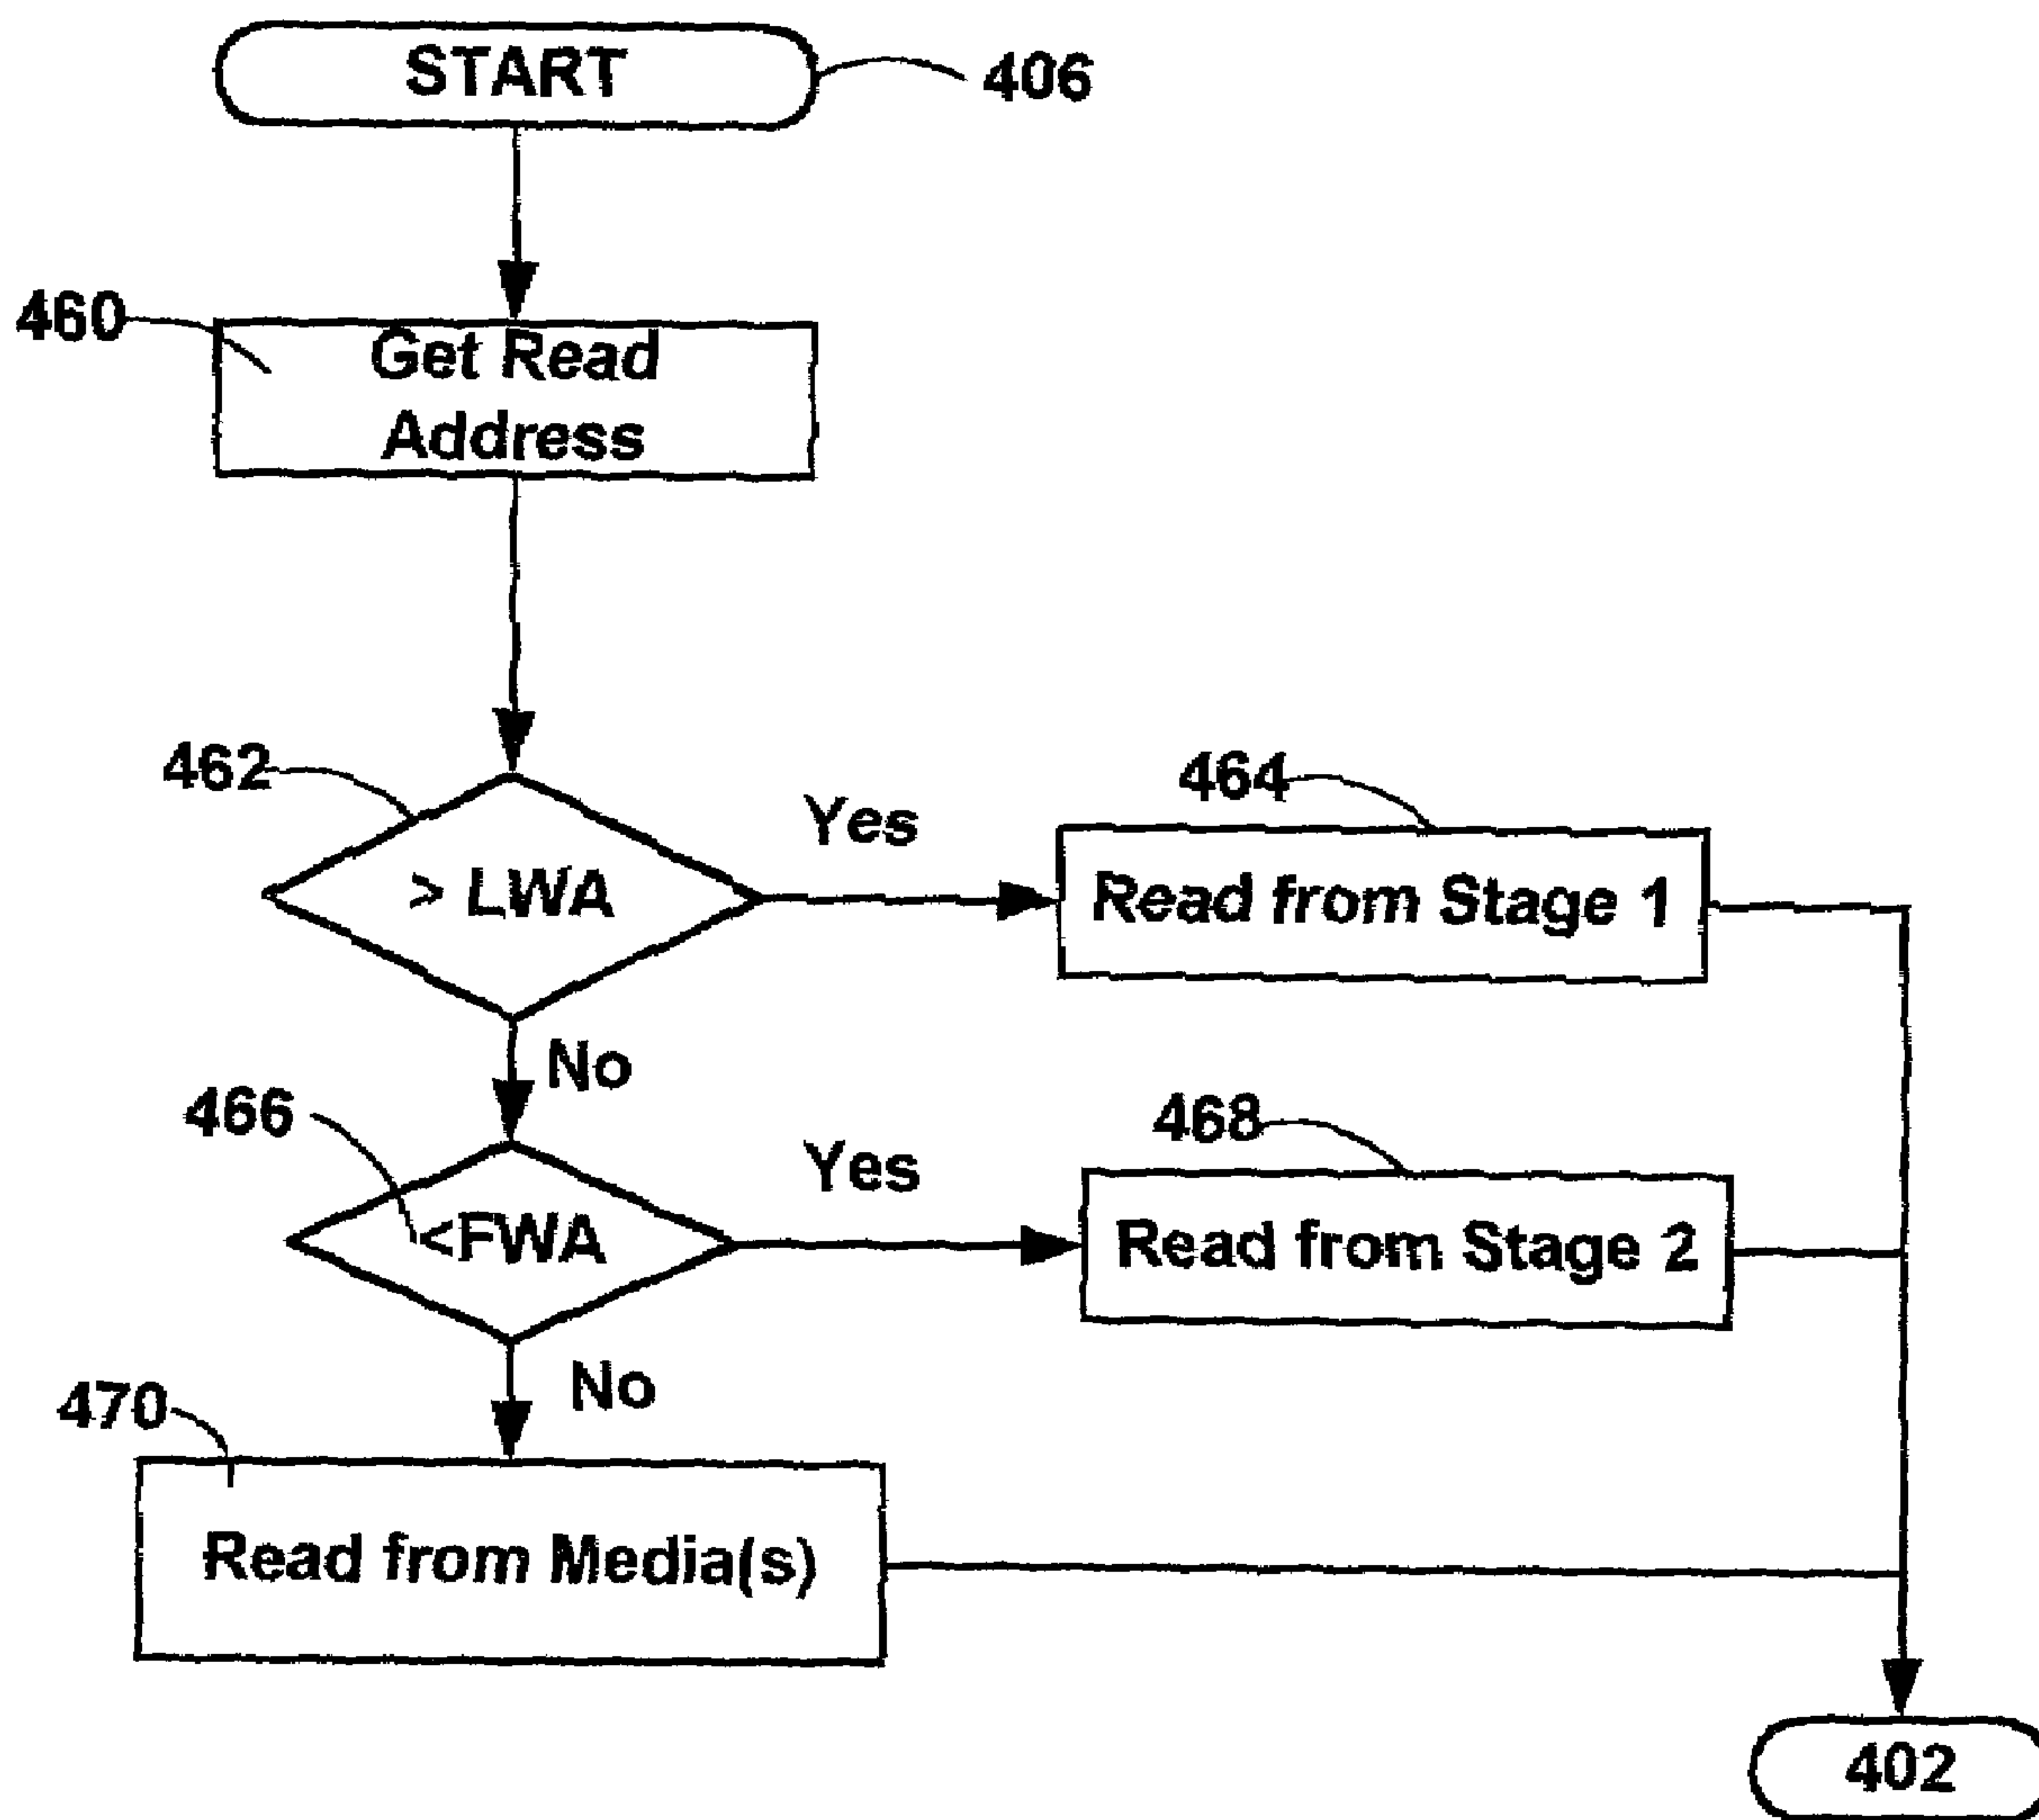 START
406
460
Get Read
Address
462
> LWA
Yes
464
Read from Stage 1
No
466
<FWA
Yes
468
Read from Stage 2
No
470
Read from Media(s)
402